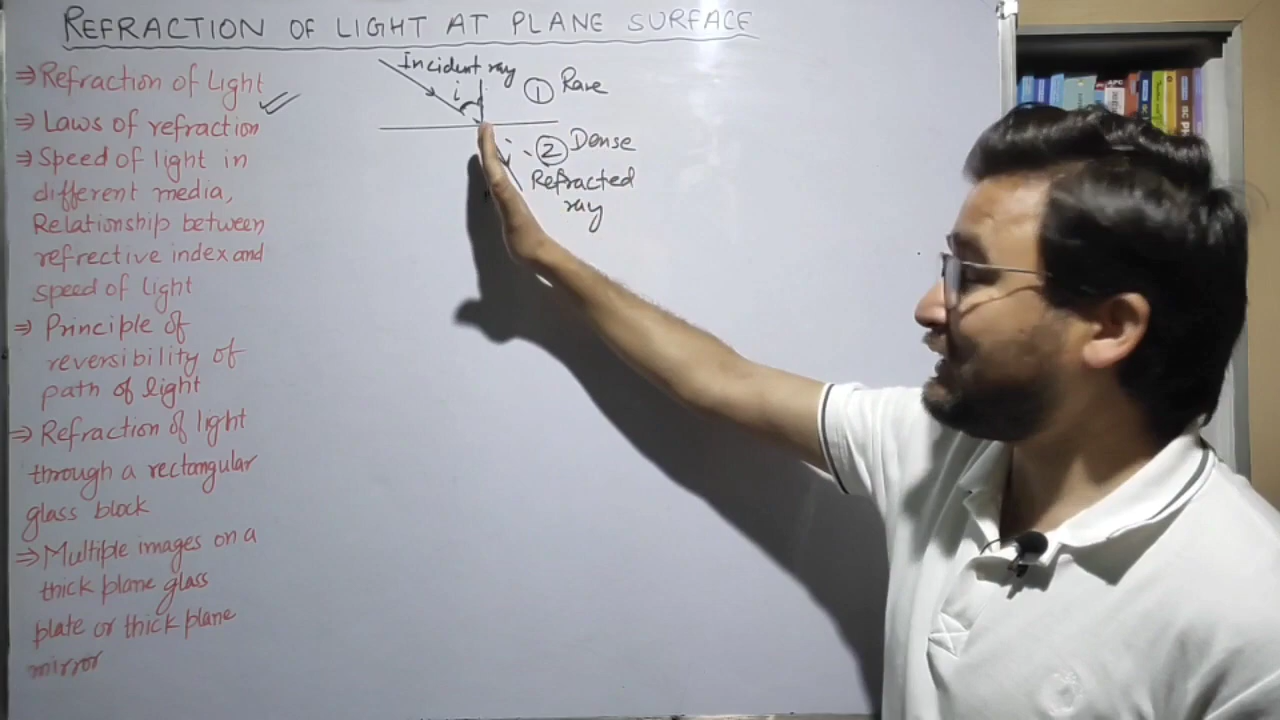 REFRACTION OF LIGHT AT PLANE SURFACE
⇒ Refraction of Light
⇒ Laws of refraction
⇒ Speed of light in
different media,
Relationship between
refrective index and
speed of light
⇒ Principle of
reversibility of
path of light
⇒ Refraction of light
through a rectangular
glass block
⇒ Multiple images on a
thick plane glass
plate or thick plane
mirror
Incident ray
i
① Rare
② Dense
Refracted
ray